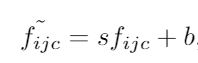 $\tilde{f_{ijc}} = s f_{ijc} + b.$